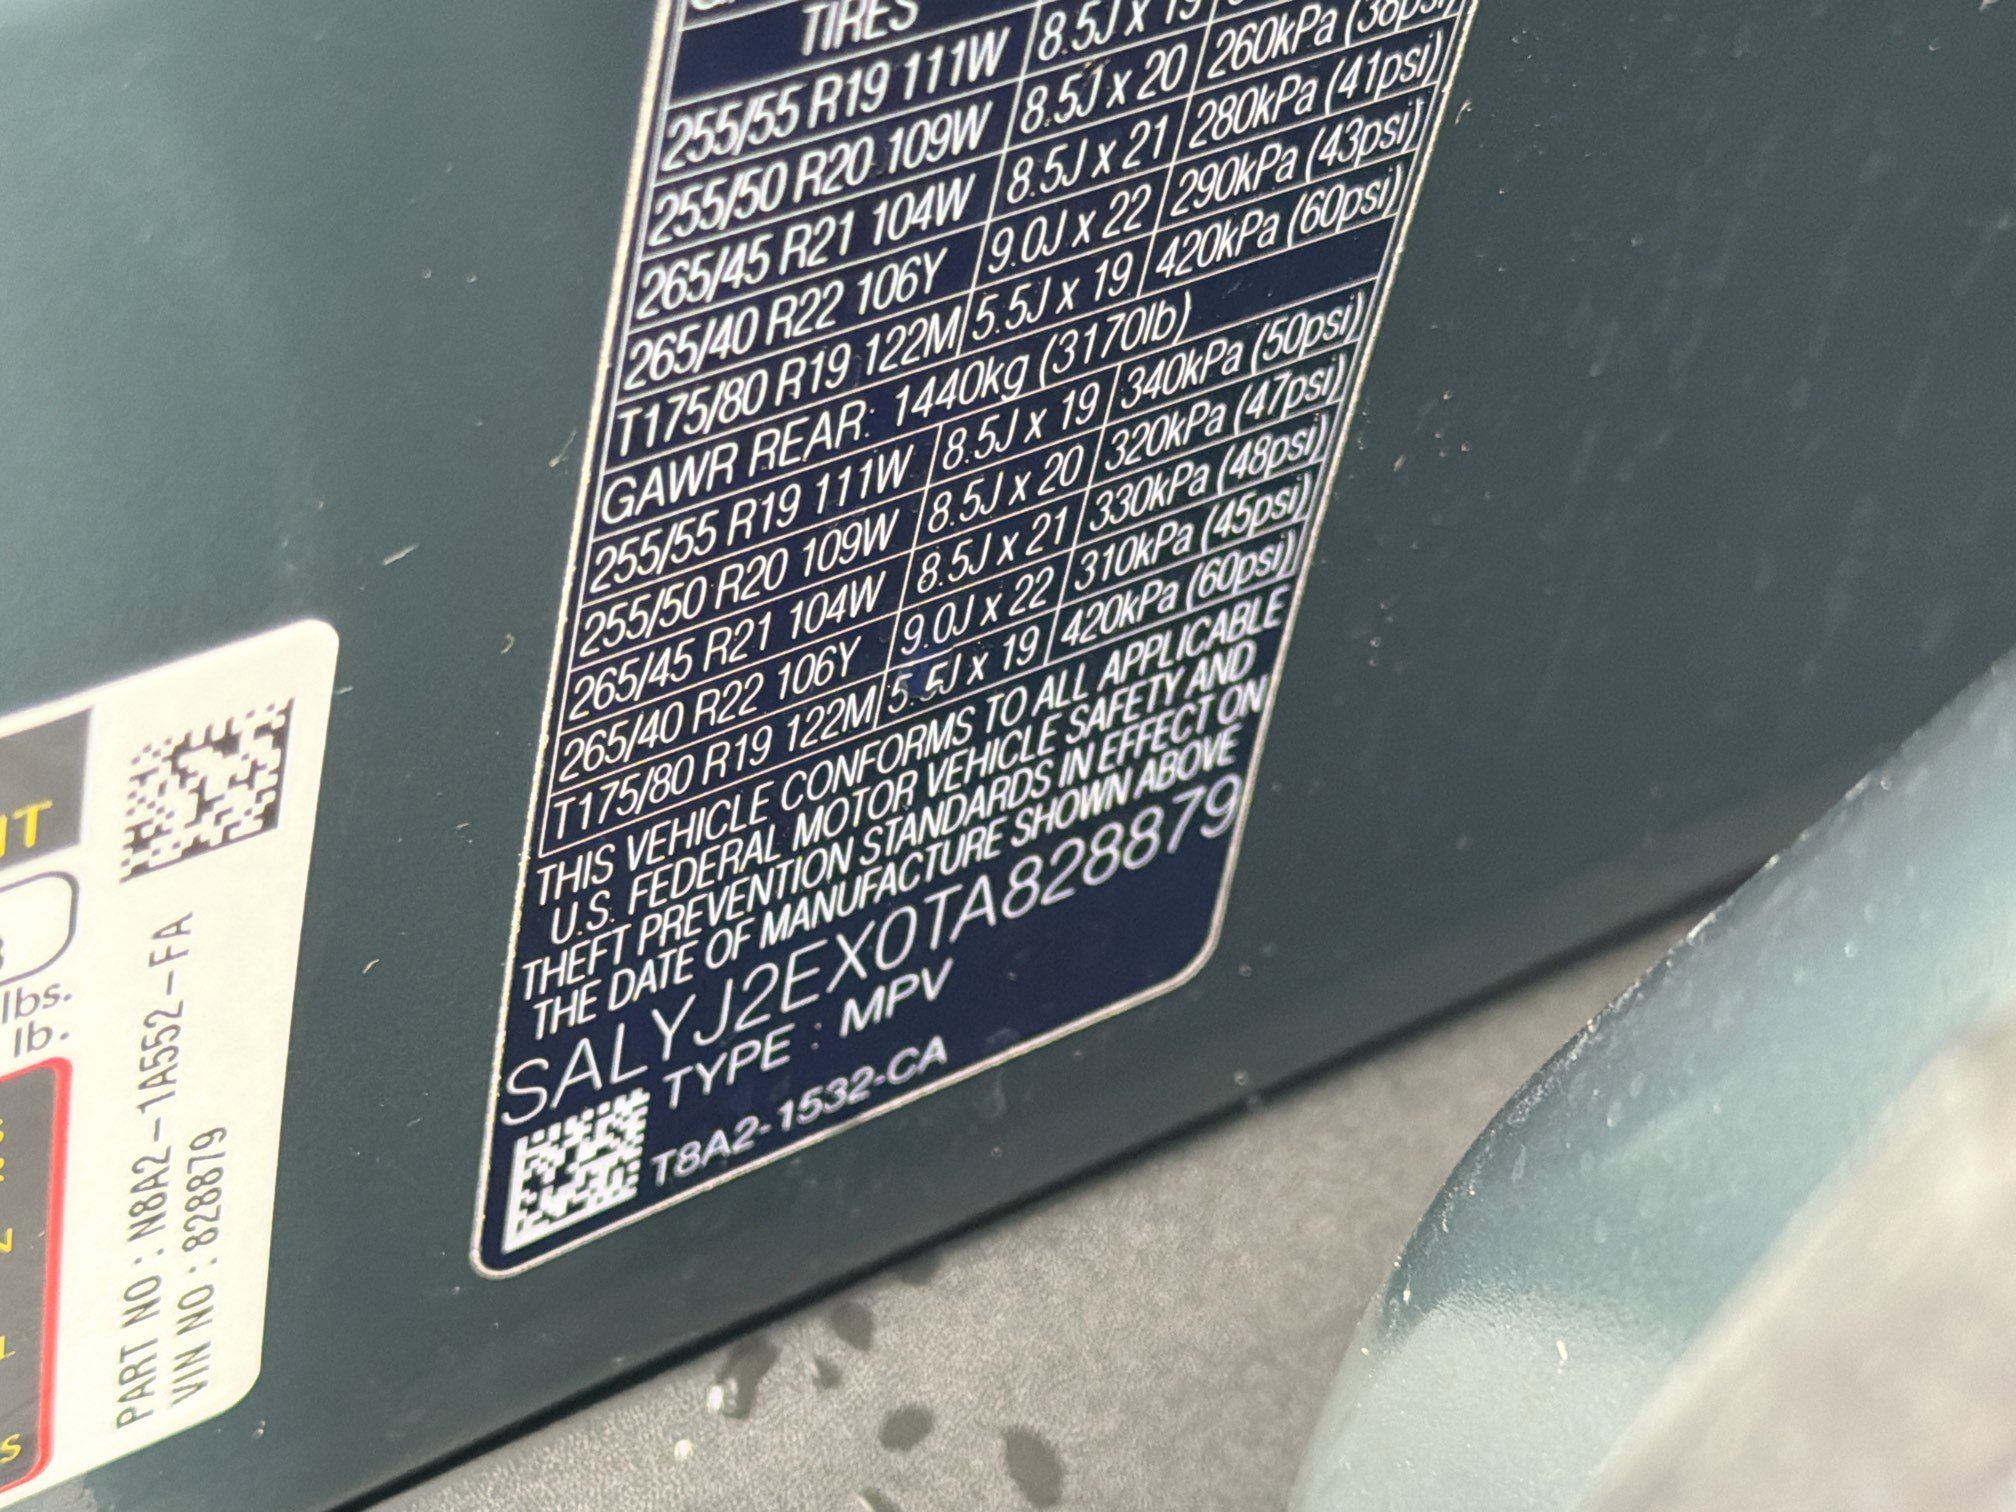 TIRES
255/55 R19 111W 8.5J x 19
255/50 R20 109W 8.5J x 20 260kPa (38psi)
265/45 R21 104W 8.5J x 21 280kPa (41psi)
265/40 R22 106Y 9.0J x 22 290kPa (43psi)
T175/80 R19 122M 5.5J x 19 420kPa (60psi)
GAWR REAR: 1440kg (3170lb)
255/55 R19 111W 8.5J x 19 340kPa (50psi)
255/50 R20 109W 8.5J x 20 320kPa (47psi)
265/45 R21 104W 8.5J x 21 330kPa (48psi)
265/40 R22 106Y 9.0J x 22 310kPa (45psi)
T175/80 R19 122M 5.5J x 19 420kPa (60psi)
THIS VEHICLE CONFORMS TO ALL APPLICABLE
U.S. FEDERAL MOTOR VEHICLE SAFETY AND
THEFT PREVENTION STANDARDS IN EFFECT ON
THE DATE OF MANUFACTURE SHOWN ABOVE
SALYJ2EX0TA828879
TYPE : MPV
T8A2-1532-CA
lbs.
lb.
PART NO : N8A2-1A552-FA
VIN NO : 828879